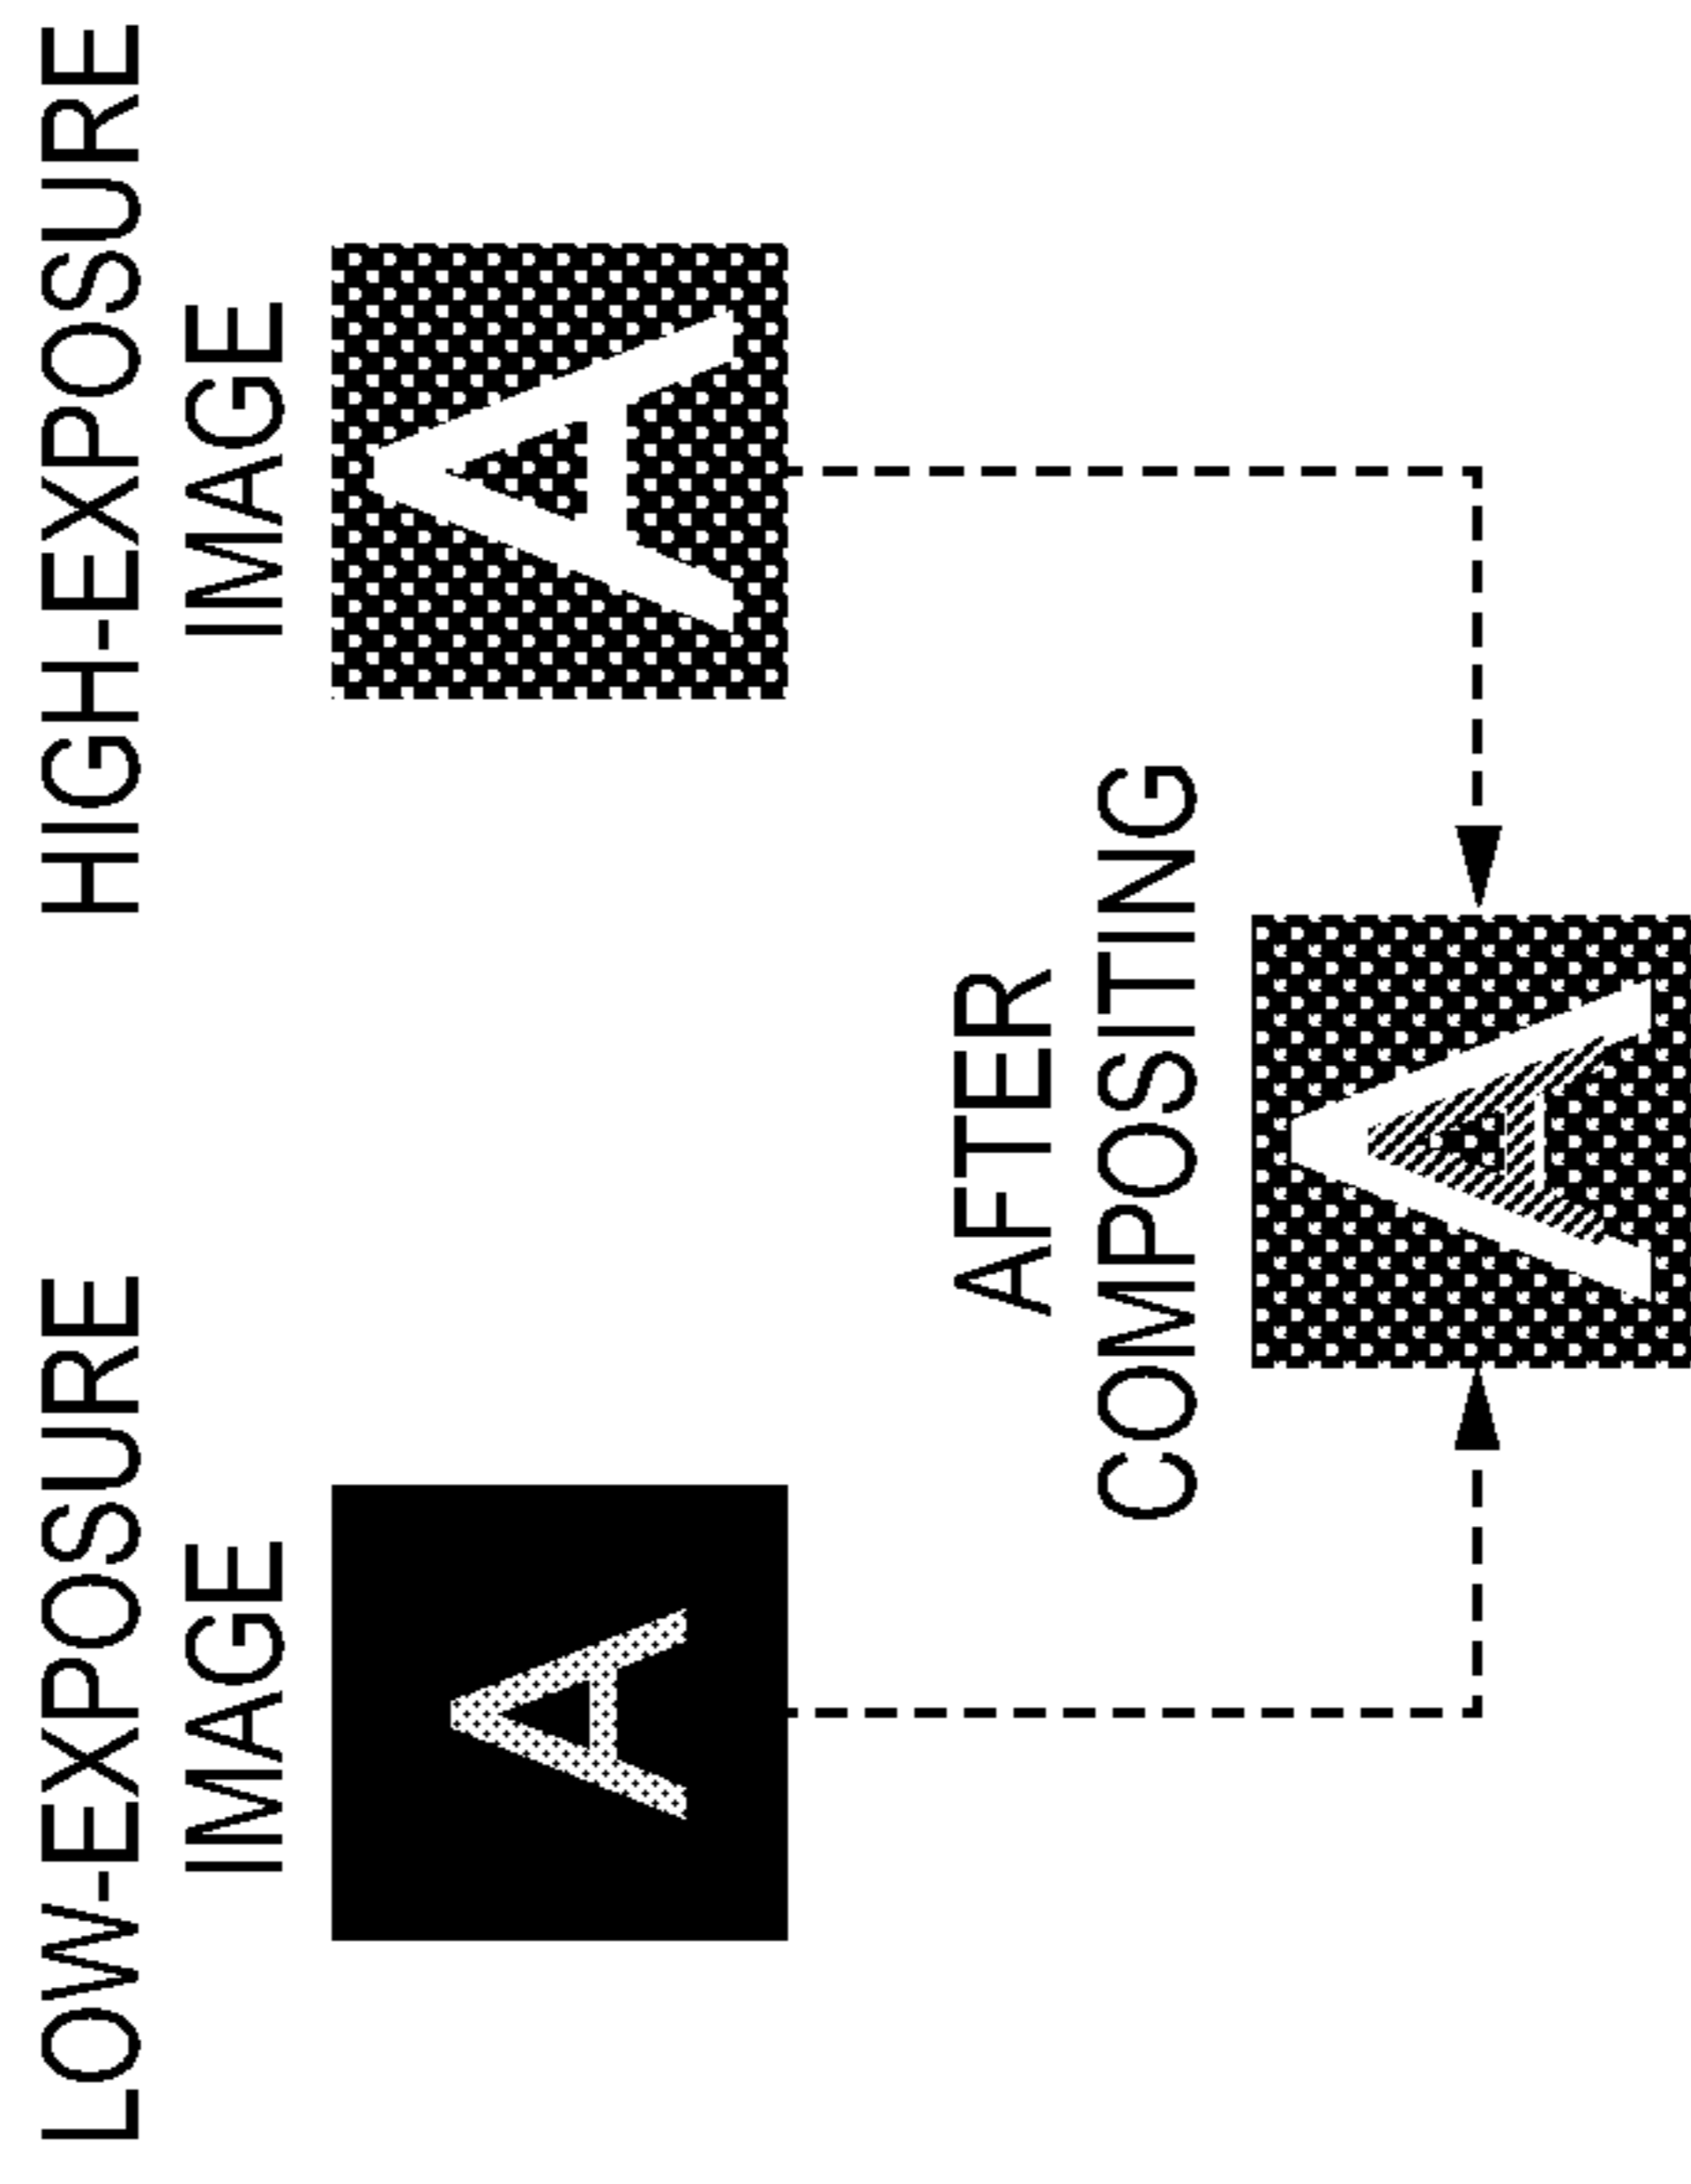 LOW-EXPOSURE
IMAGE
A
HIGH-EXPOSURE
IMAGE
A
AFTER
COMPOSITING
A